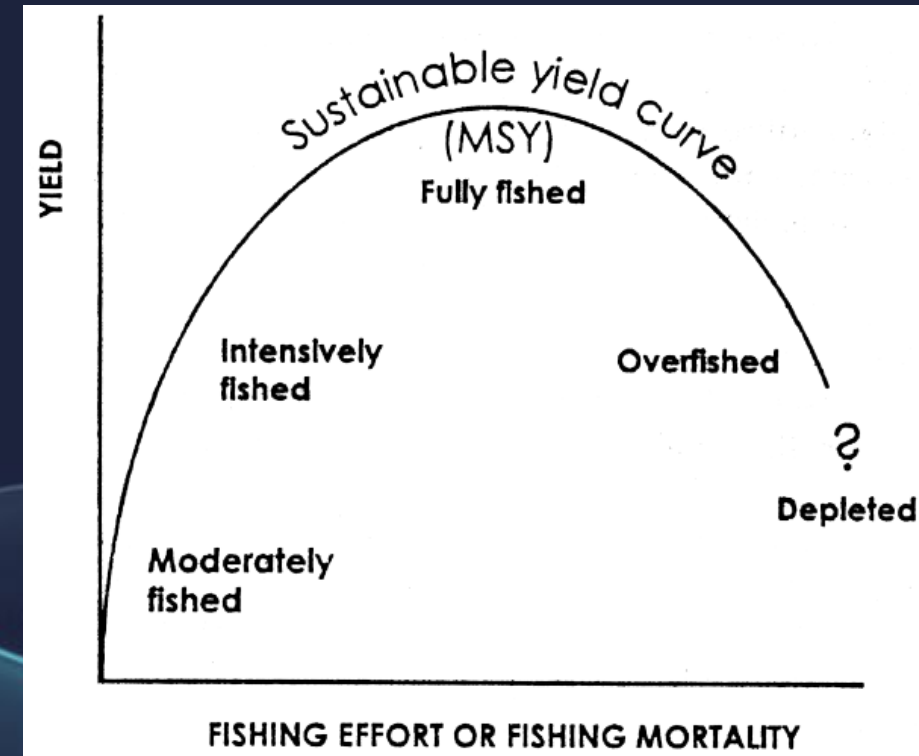 YIELD
Sustainable yield curve
(MSY)
Fully fished
Intensively
fished
Overfished
?
Depleted
Moderately
fished
FISHING EFFORT OR FISHING MORTALITY